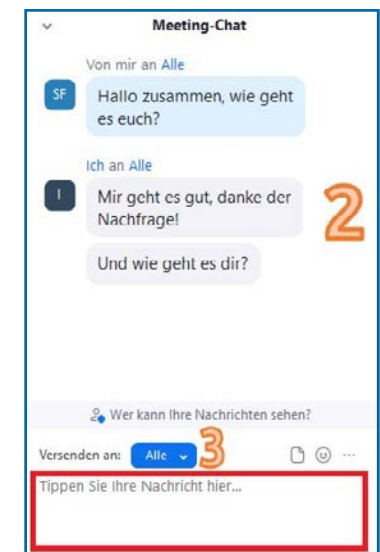 Meeting-Chat
Von mir an Alle
SF
Hallo zusammen, wie geht
es euch?
Ich an Alle
I
Mir geht es gut, danke der
Nachfrage!
2
Und wie geht es dir?
Wer kann Ihre Nachrichten sehen?
Versenden an: Alle
3
Tippen Sie Ihre Nachricht hier...